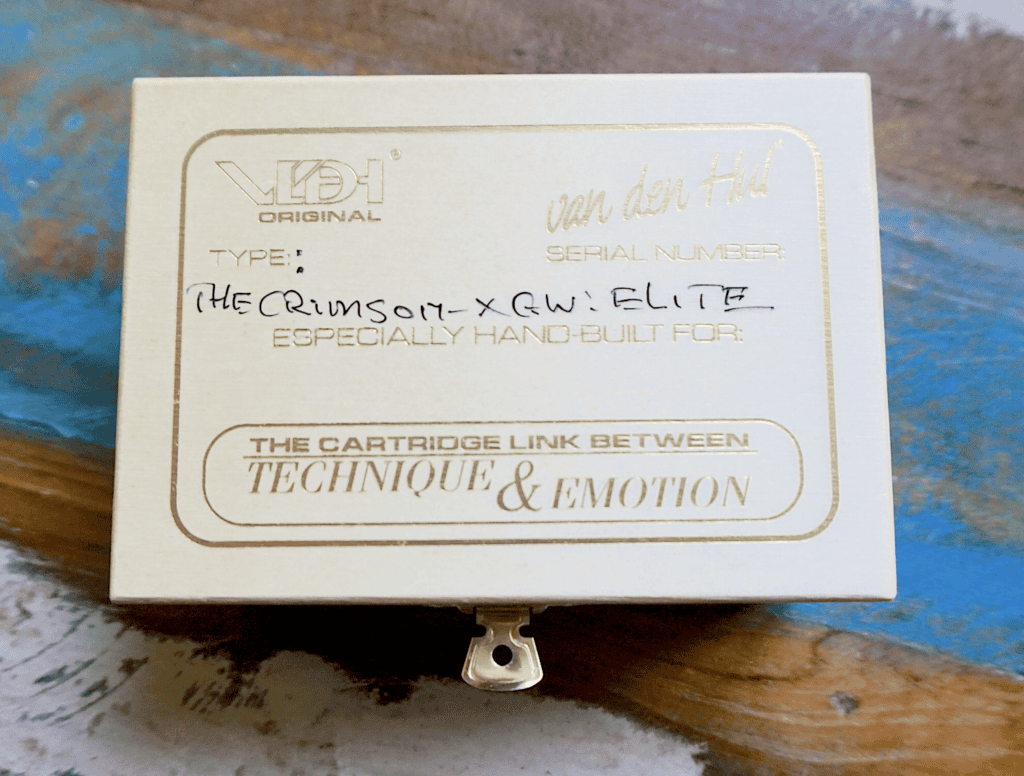 VDH® van den Hul
ORIGINAL
TYPE: : SERIAL NUMBER:
THE CRIMSON-XGW: ELITE
ESPECIALLY HAND-BUILT FOR:
THE CARTRIDGE LINK BETWEEN
TECHNIQUE & EMOTION